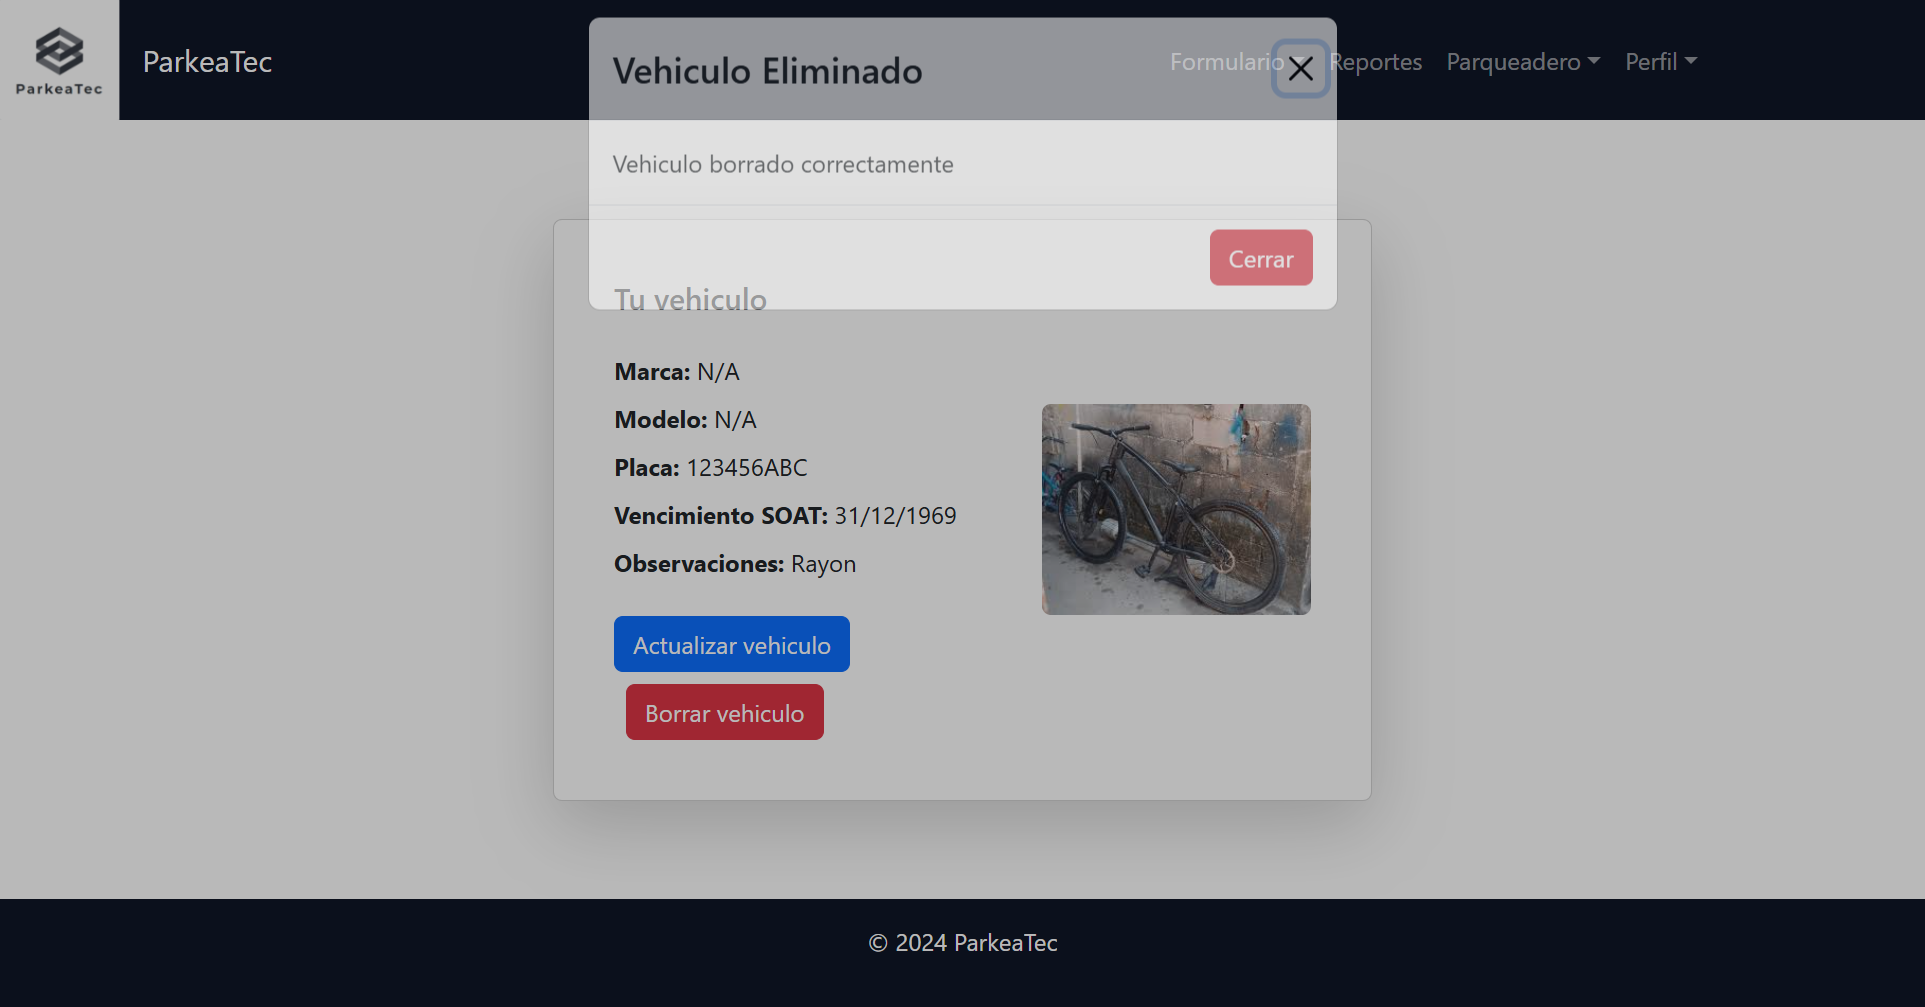 ParkeaTec
ParkeaTec
Formulario
Reportes
Parqueadero
Perfil
Vehiculo Eliminado
Vehiculo borrado correctamente
Cerrar
Tu vehiculo
Marca: N/A
Modelo: N/A
Placa: 123456ABC
Vencimiento SOAT: 31/12/1969
Observaciones: Rayon
Actualizar vehiculo
Borrar vehiculo
© 2024 ParkeaTec